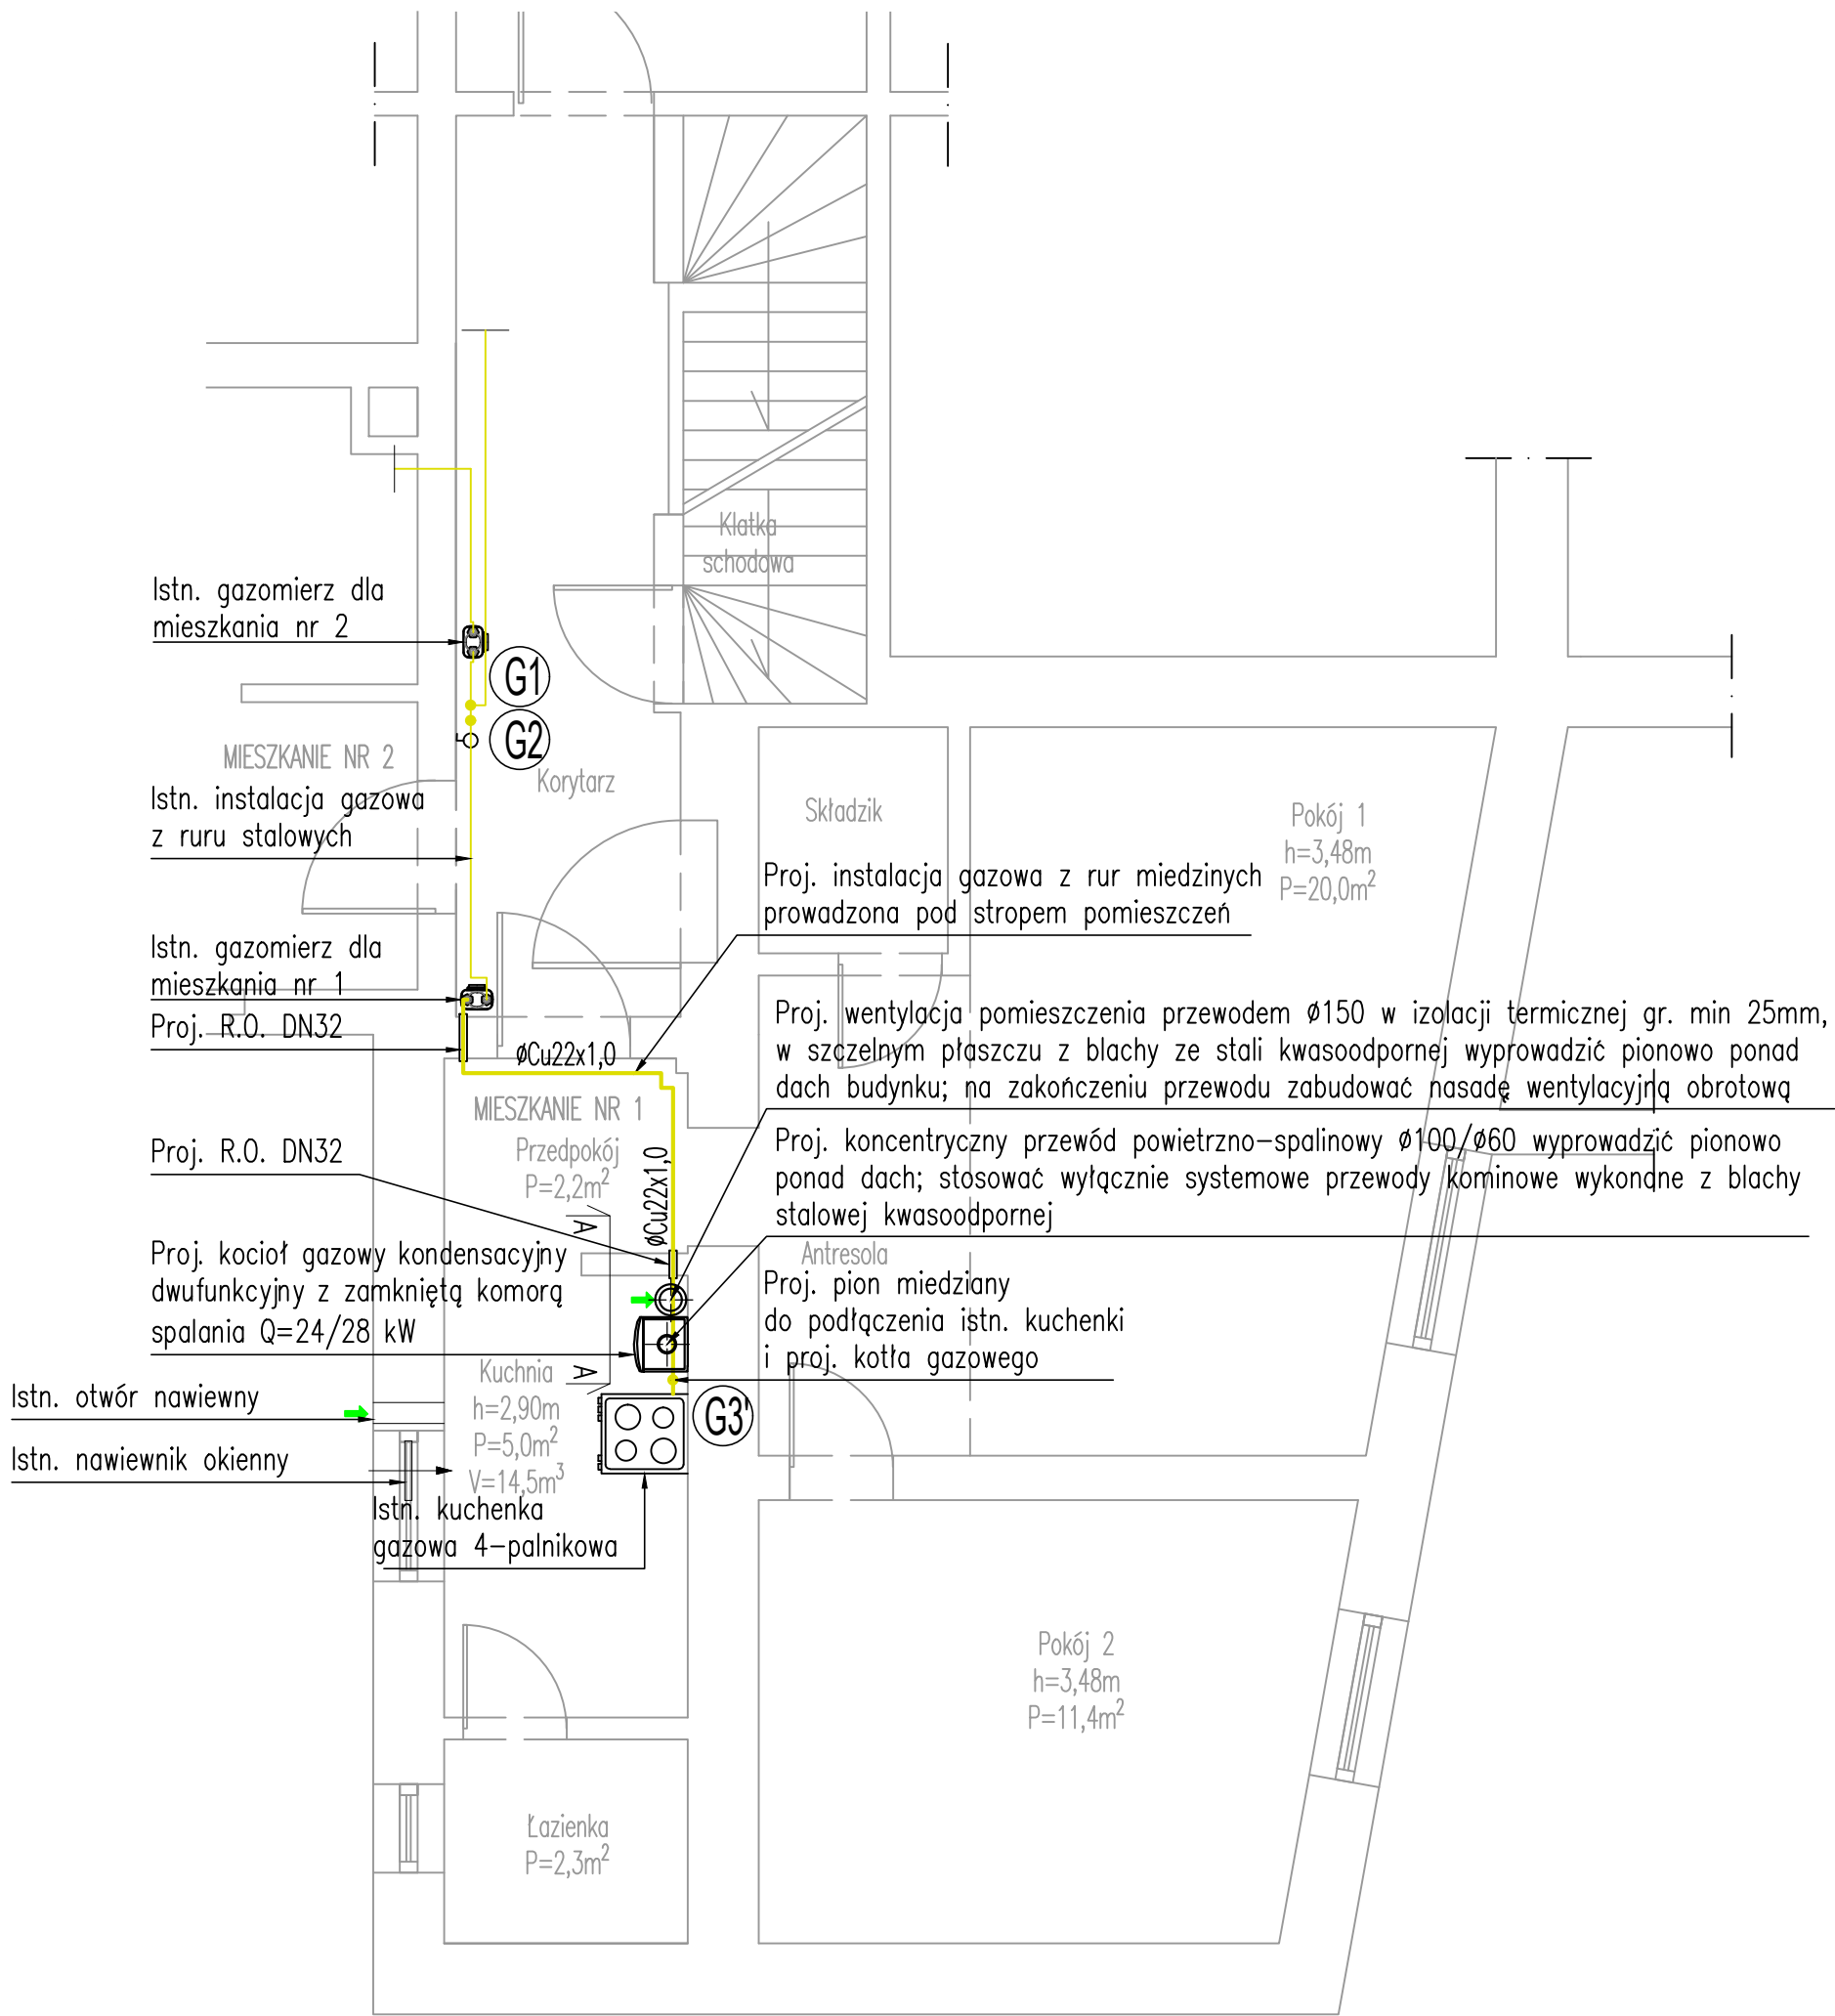 Klatka
schodowa
Istn. gazomierz dla
mieszkania nr 2
G1
G2
MIESZKANIE NR 2
Korytarz
Istn. instalacja gazowa
z ruru stalowych
Składzik
Pokój 1
h=3,48m
P=20,0m²
Proj. instalacja gazowa z rur miedzinych
prowadzona pod stropem pomieszczeń
Istn. gazomierz dla
mieszkania nr 1
Proj. R.O. DN32
øCu22x1,0
Proj. wentylacja pomieszczenia przewodem ø150 w izolacji termicznej gr. min 25mm,
w szczelnym płaszczu z blachy ze stali kwasoodpornej wyprowadzić pionowo ponad
dach budynku; na zakończeniu przewodu zabudować nasadę wentylacyjną obrotową
MIESZKANIE NR 1
Przedpokój
P=2,2m²
øCu22x1,0
Proj. R.O. DN32
Proj. koncentryczny przewód powietrzno-spalinowy ø100/ø60 wyprowadzić pionowo
ponad dach; stosować wyłącznie systemowe przewody kominowe wykonane z blachy
stalowej kwasoodpornej
A
Antresola
Proj. kocioł gazowy kondensacyjny
dwufunkcyjny z zamkniętą komorą
spalania Q=24/28 kW
Proj. pion miedziany
do podłączenia istn. kuchenki
i proj. kotła gazowego
A
Kuchnia
h=2,90m
P=5,0m²
V=14,5m³
G3'
Istn. otwór nawiewny
Istn. nawiewnik okienny
Istn. kuchenka
gazowa 4-palnikowa
Pokój 2
h=3,48m
P=11,4m²
Łazienka
P=2,3m²